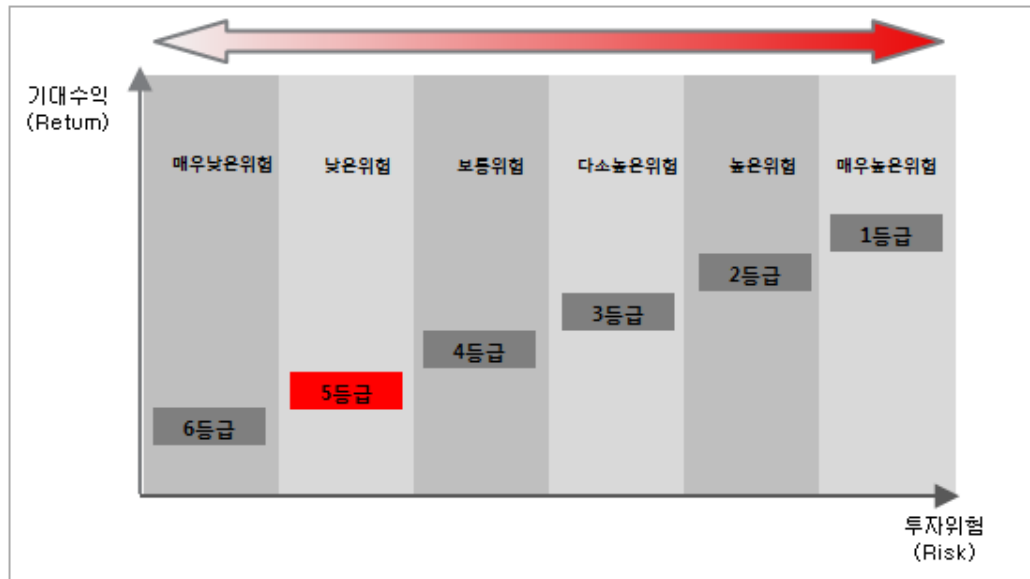 기대수익
(Return)
매우낮은위험 낮은위험 보통위험 다소높은위험 높은위험 매우높은위험
1등급
2등급
3등급
4등급
5등급
6등급
투자위험
(Risk)